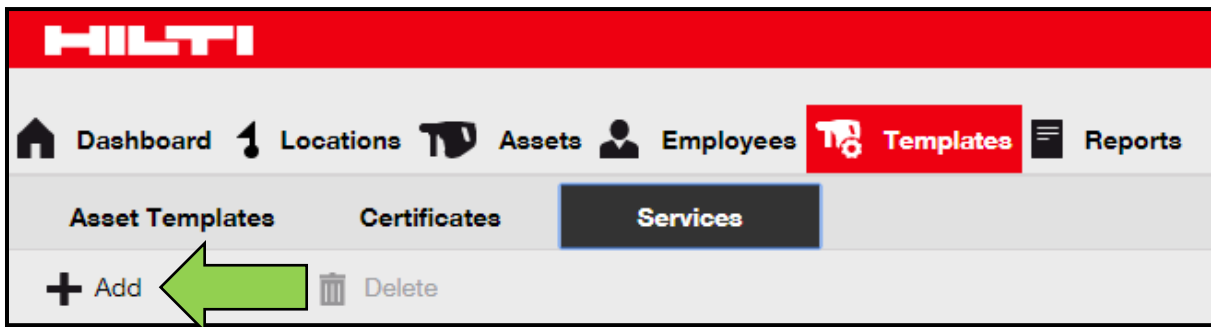 HILTI
Dashboard Locations Assets Employees Templates Reports
Asset Templates Certificates Services
Add Delete